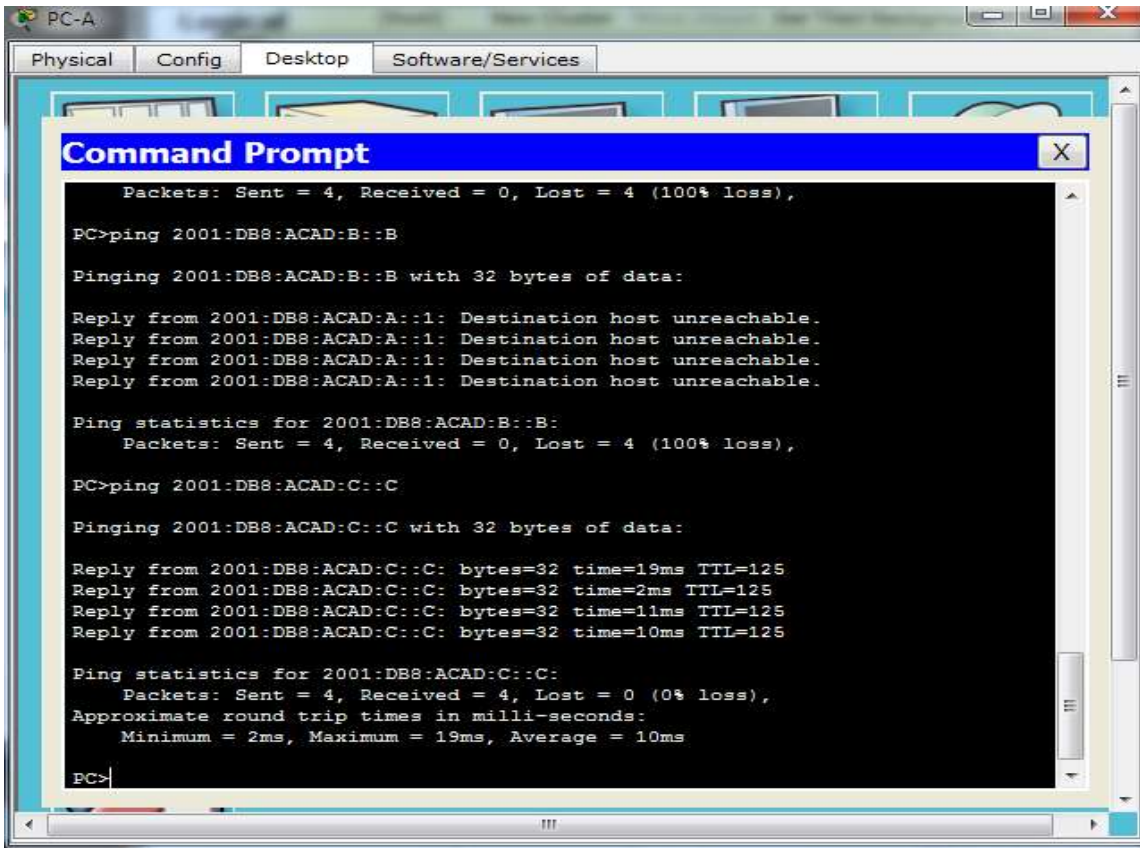 PC-A
Physical Config Desktop Software/Services
Command Prompt
X
Packets: Sent = 4, Received = 0, Lost = 4 (100% loss),
PC>ping 2001:DB8:ACAD:B::B
Pinging 2001:DB8:ACAD:B::B with 32 bytes of data:
Reply from 2001:DB8:ACAD:A::1: Destination host unreachable.
Reply from 2001:DB8:ACAD:A::1: Destination host unreachable.
Reply from 2001:DB8:ACAD:A::1: Destination host unreachable.
Reply from 2001:DB8:ACAD:A::1: Destination host unreachable.
Ping statistics for 2001:DB8:ACAD:B::B:
Packets: Sent = 4, Received = 0, Lost = 4 (100% loss),
PC>ping 2001:DB8:ACAD:C::C
Pinging 2001:DB8:ACAD:C::C with 32 bytes of data:
Reply from 2001:DB8:ACAD:C::C: bytes=32 time=19ms TTL=125
Reply from 2001:DB8:ACAD:C::C: bytes=32 time=2ms TTL=125
Reply from 2001:DB8:ACAD:C::C: bytes=32 time=11ms TTL=125
Reply from 2001:DB8:ACAD:C::C: bytes=32 time=10ms TTL=125
Ping statistics for 2001:DB8:ACAD:C::C:
Packets: Sent = 4, Received = 4, Lost = 0 (0% loss),
Approximate round trip times in milli-seconds:
Minimum = 2ms, Maximum = 19ms, Average = 10ms
PC>